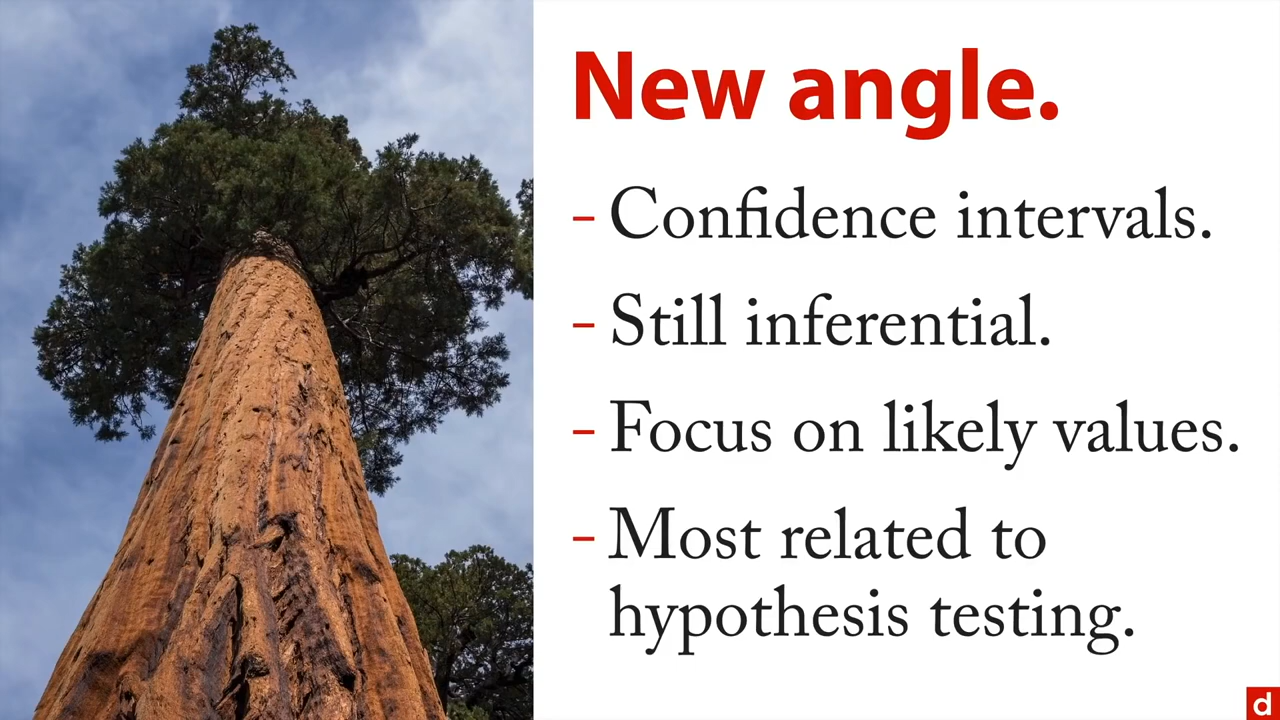 New angle.
– Confidence intervals.
– Still inferential.
– Focus on likely values.
– Most related to
hypothesis testing.
d